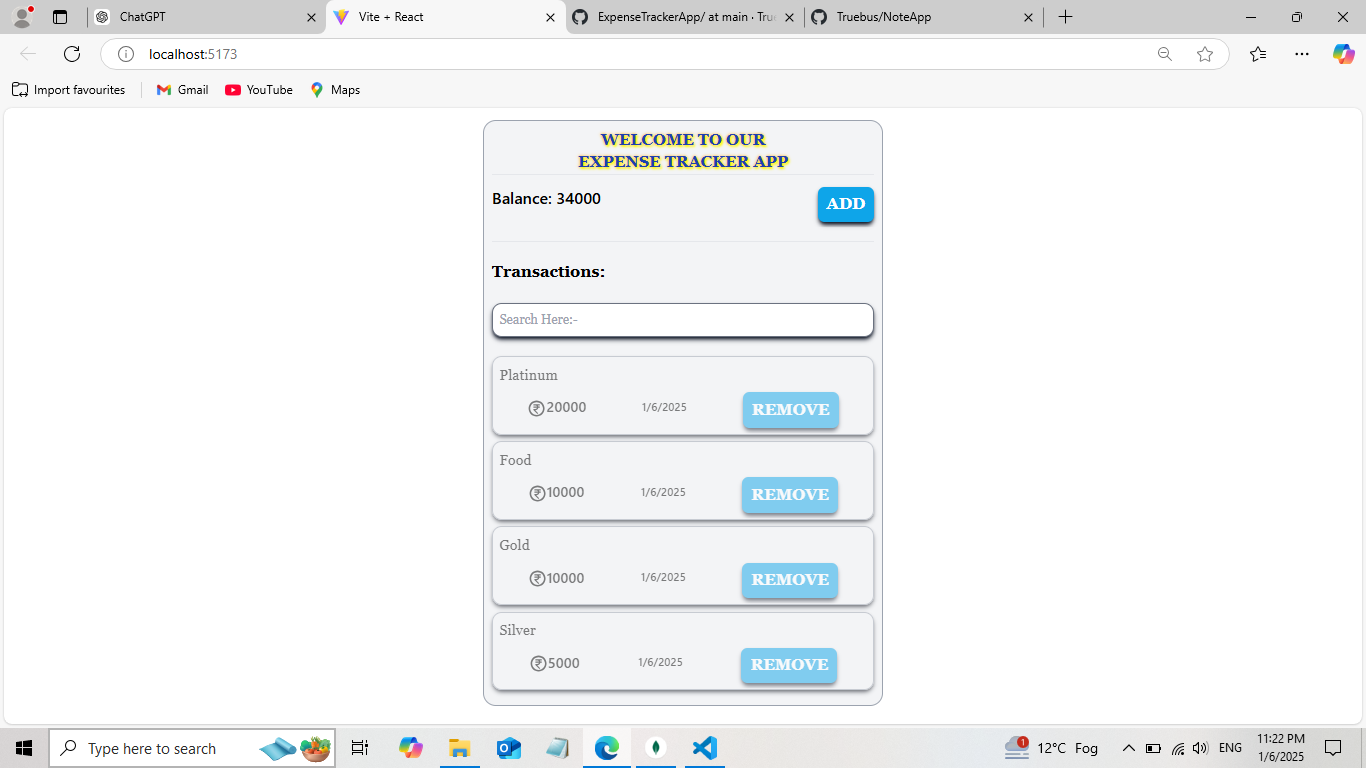 ChatGPT
Vite + React
ExpenseTrackerApp/ at main · Tru
Truebus/NoteApp
localhost:5173
Import favourites
Gmail
YouTube
Maps
WELCOME TO OUR
EXPENSE TRACKER APP
Balance: 34000
ADD
Transactions:
Search Here:-
Platinum
₹20000 1/6/2025 REMOVE
Food
₹10000 1/6/2025 REMOVE
Gold
₹10000 1/6/2025 REMOVE
Silver
₹5000 1/6/2025 REMOVE
Type here to search
1
12°C Fog
ENG
11:22 PM
1/6/2025